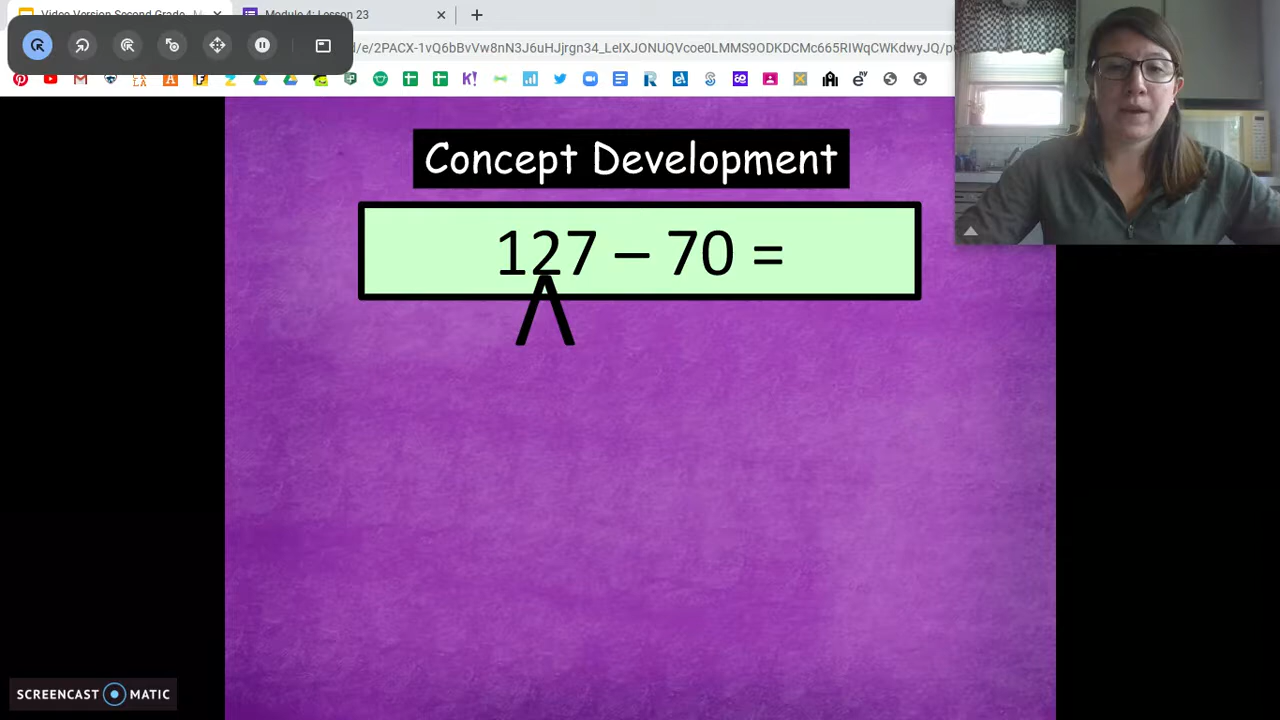 Video Version Second Grade
Module 4: Lesson 23
d/e/2PACX-1vQ6bBvVw8nN3J6uHJjrgn34_LeIXJONUQVcoe0LMMS9ODKDCMc665RIWqCWKdwyJQ/p
Concept Development
127 – 70 =
SCREENCAST MATIC